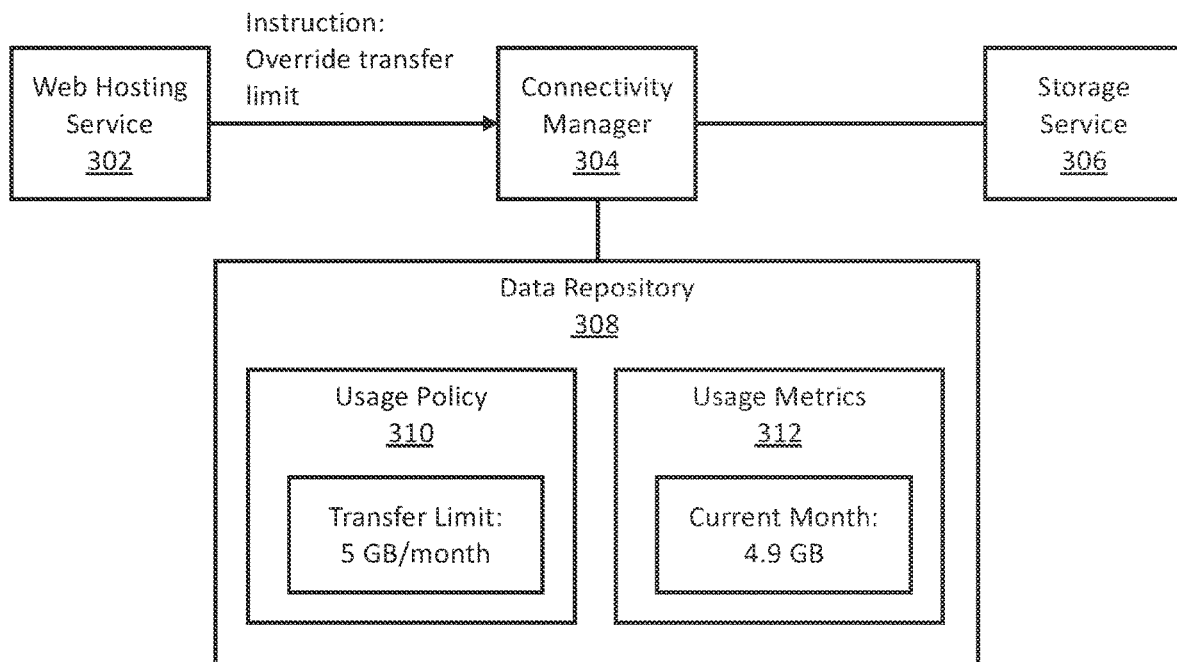 Instruction:
Override transfer
limit
Web Hosting
Service
302
Connectivity
Manager
304
Storage
Service
306
Data Repository
308
Usage Policy
310
Transfer Limit:
5 GB/month
Usage Metrics
312
Current Month:
4.9 GB